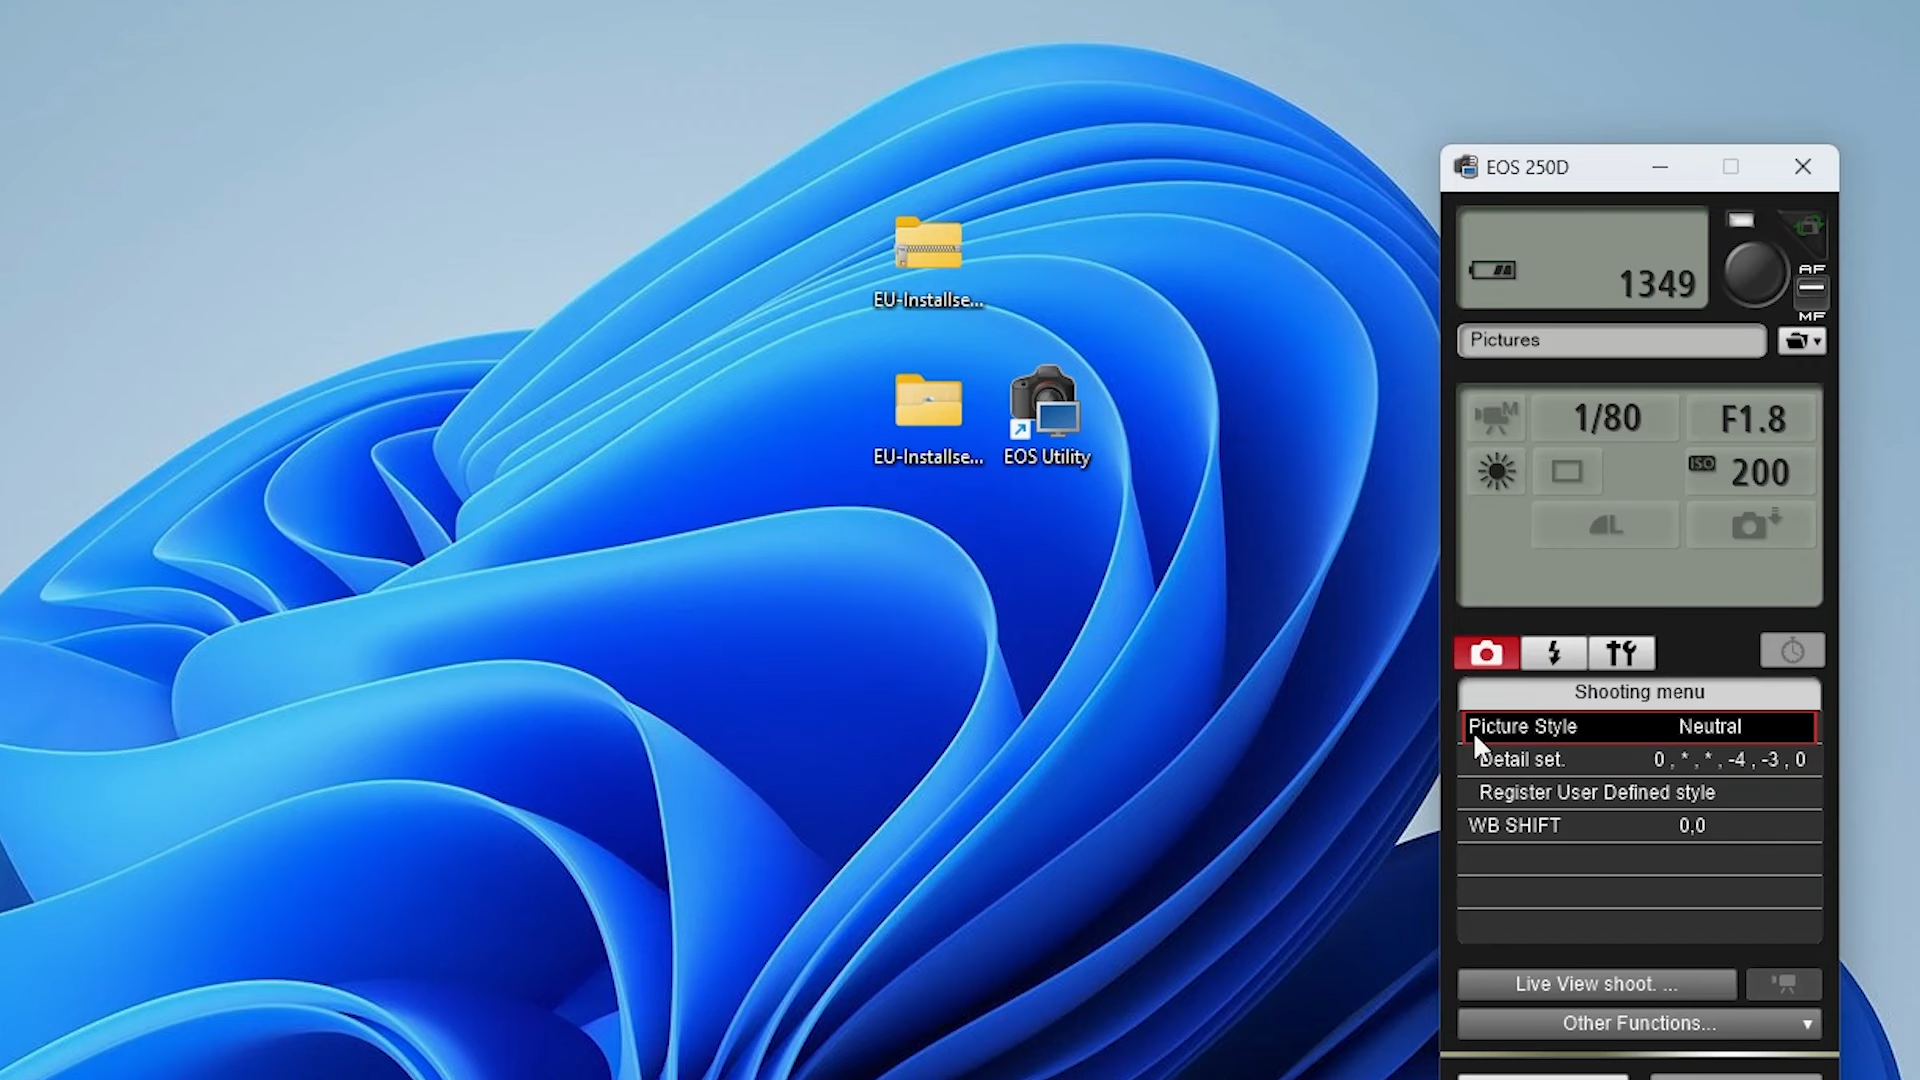 EU-Installse...
EU-Installse...
EOS Utility
EOS 250D
1349
AF
MF
Pictures
M
1/80
F1.8
ISO 200
L
Shooting menu
Picture Style Neutral
Detail set. 0 , * , * , -4 , -3 , 0
Register User Defined style
WB SHIFT 0,0
Live View shoot. ...
Other Functions...